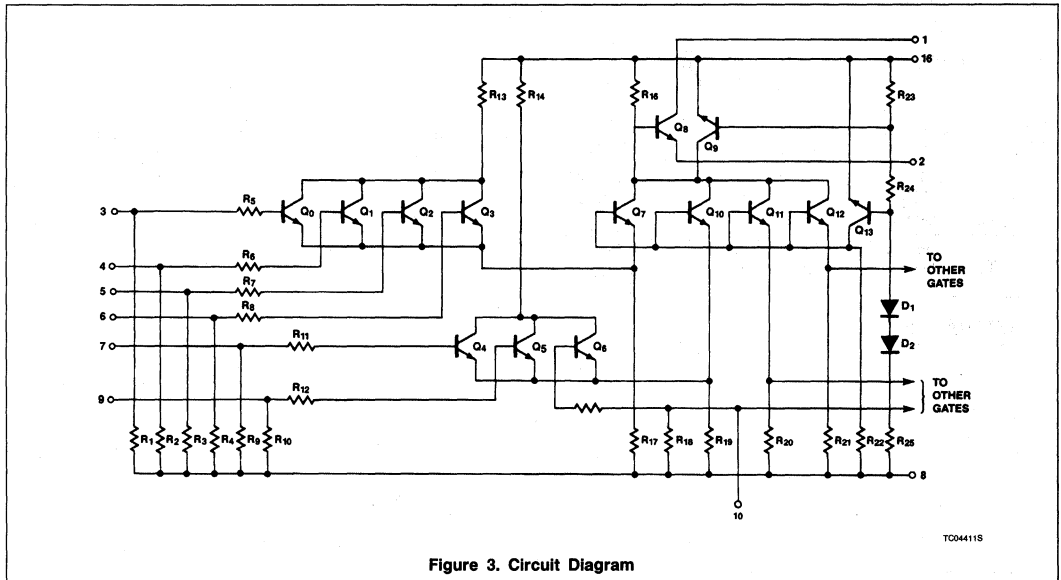 1
16
R13
R14
R16
R23
Q8
Q9
2
R24
3
R5
Q0
Q1
Q2
Q3
Q7
Q10
Q11
Q12
Q13
4
R6
TO
OTHER
GATES
5
R7
6
R8
D1
7
R11
Q4
Q5
Q6
D2
9
R12
TO
OTHER
GATES
R1
R2
R3
R4
R9
R10
R17
R18
R19
R20
R21
R22
R25
8
10
TC04411S
Figure 3. Circuit Diagram